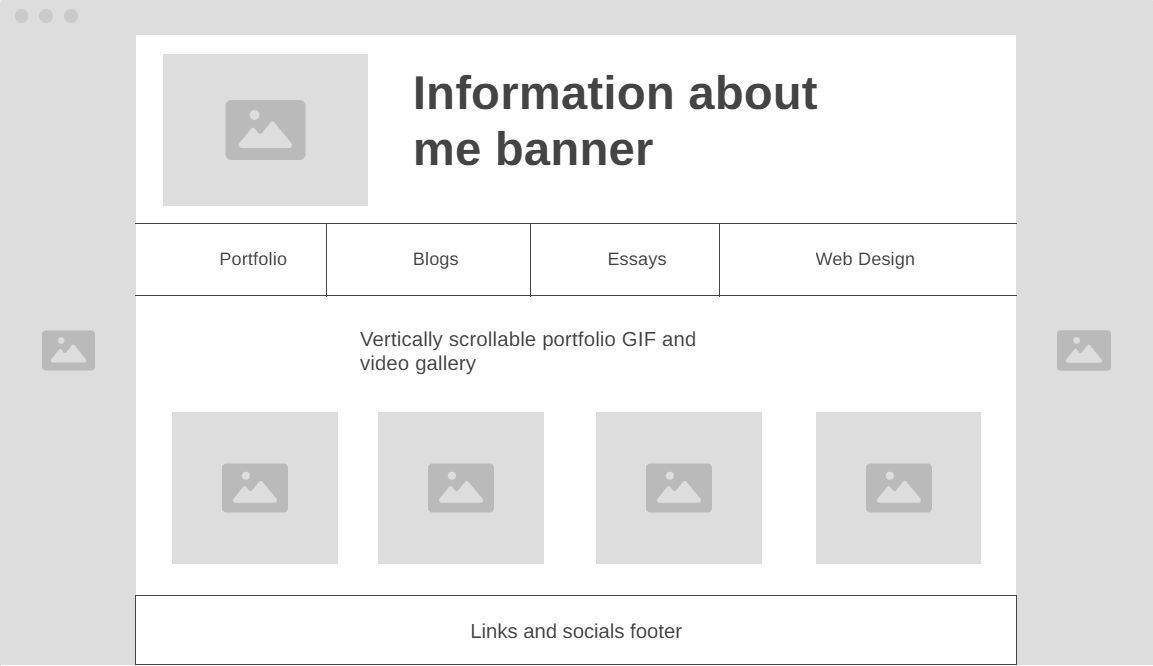 Information about
me banner
Portfolio
Blogs
Essays
Web Design
Vertically scrollable portfolio GIF and
video gallery
Links and socials footer